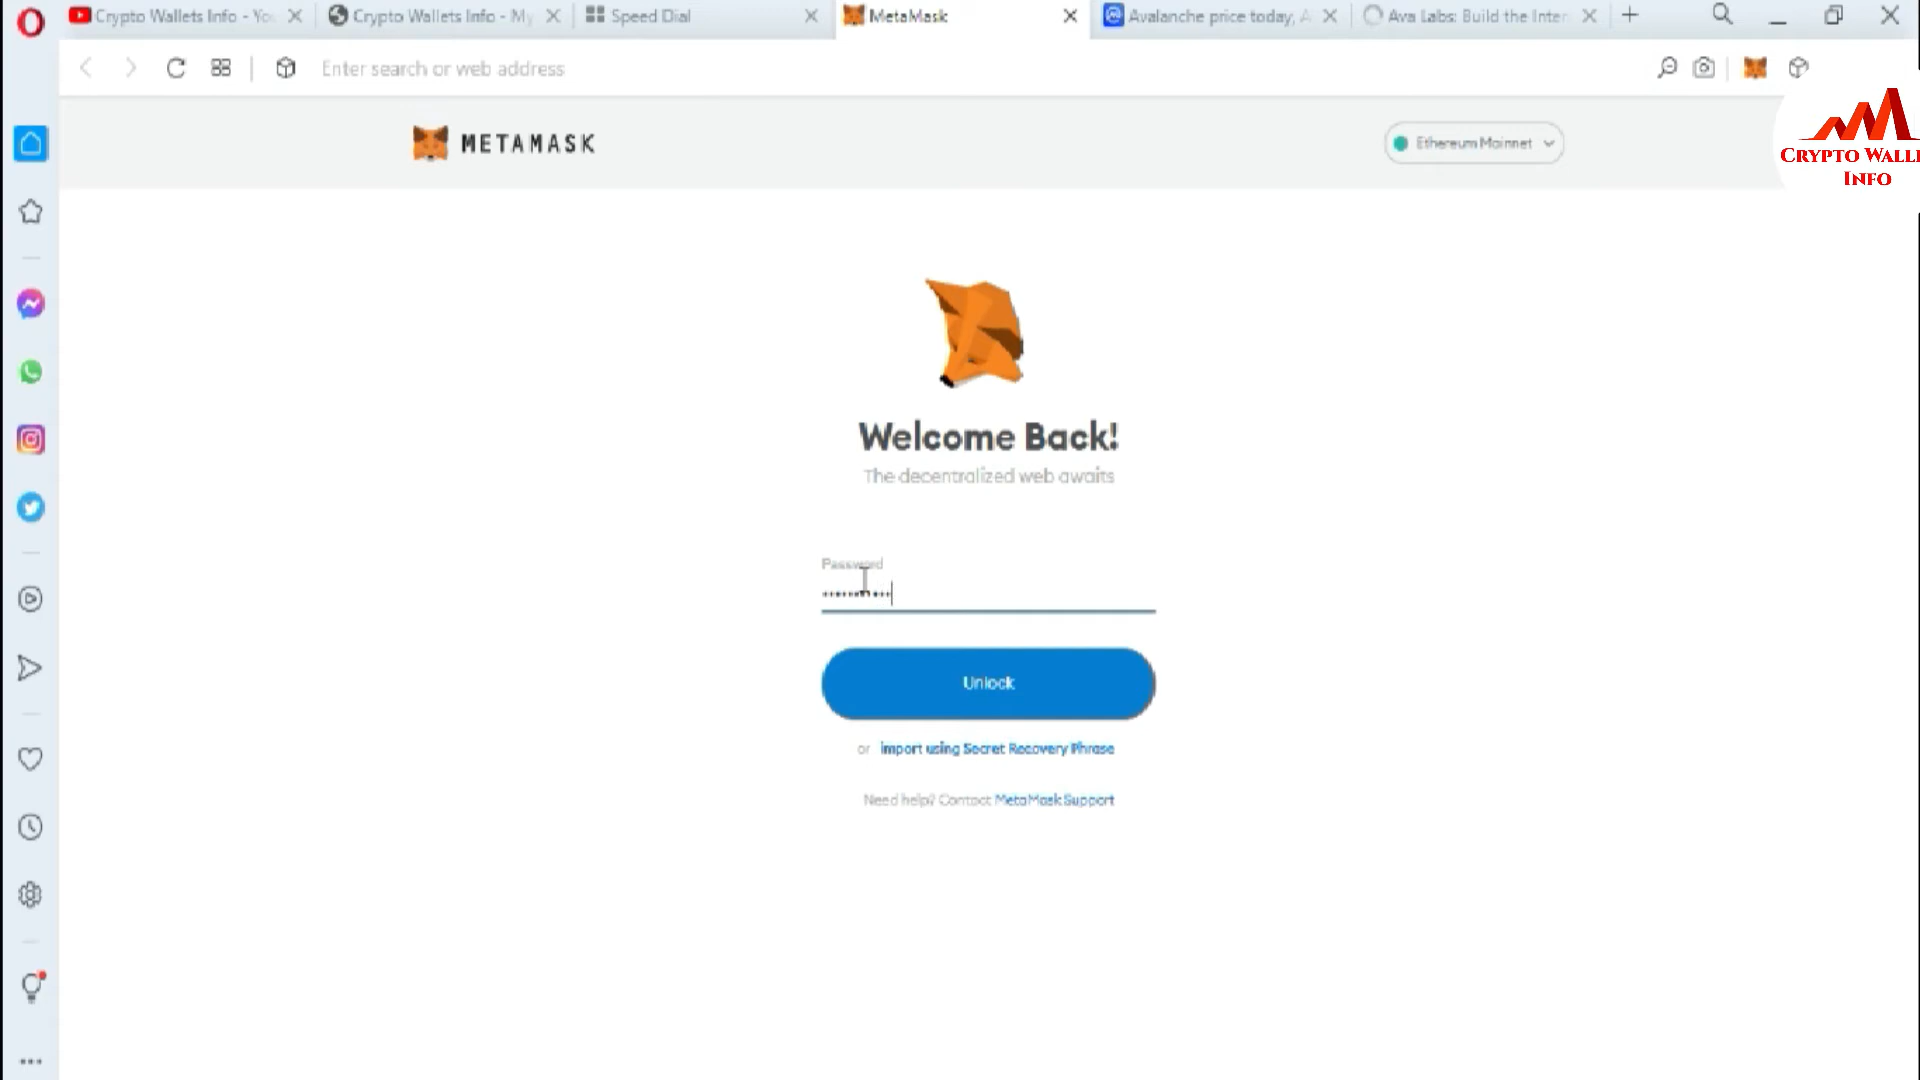 Crypto Wallets Info - Yo
Crypto Wallets Info - My
Speed Dial
MetaMask
Avalanche price today, A
Ava Labs: Build the Inter
Enter search or web address
METAMASK
Ethereum Mainnet
CRYPTO WALLE
INFO
Welcome Back!
The decentralized web awaits
Password
Unlock
or import using Secret Recovery Phrase
Need help? Contact MetaMask Support